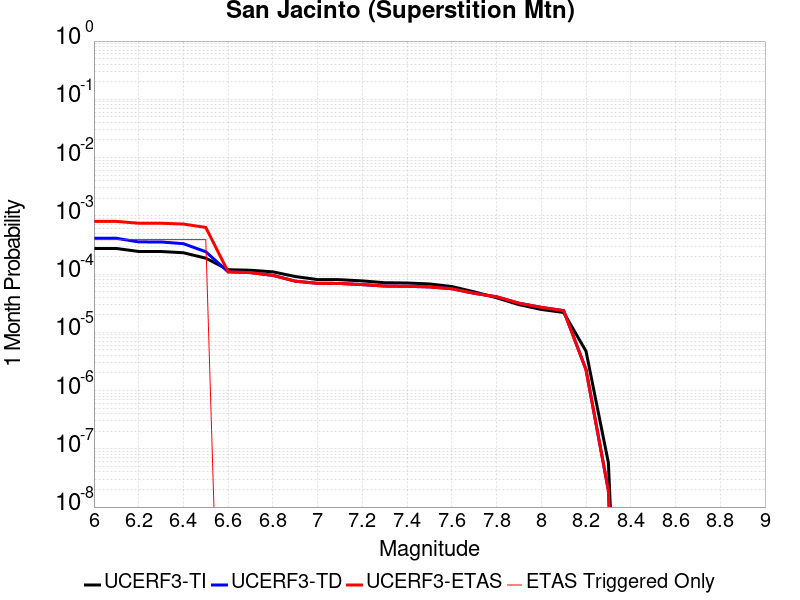 San Jacinto (Superstition Mtn)
10 0
10 -1
10 -2
10 -3
10 -4
10 -5
10 -6
10 -7
10 -8
1 Month Probability
6 6.2 6.4 6.6 6.8 7 7.2 7.4 7.6 7.8 8 8.2 8.4 8.6 8.8 9
Magnitude
UCERF3-TI UCERF3-TD UCERF3-ETAS ETAS Triggered Only